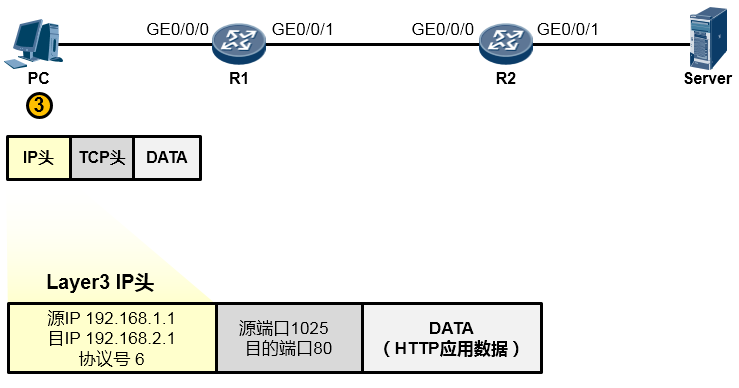 GE0/0/0 GE0/0/1 GE0/0/0 GE0/0/1
PC R1 R2 Server
3
IP头 TCP头 DATA
Layer3 IP头
源IP 192.168.1.1
目IP 192.168.2.1
协议号 6
源端口1025
目的端口80
DATA
（HTTP应用数据）